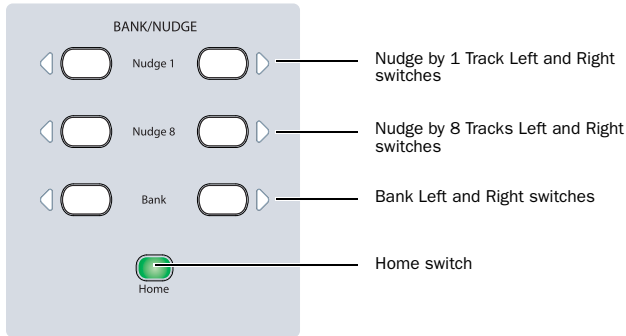 BANK/NUDGE
Nudge 1
Nudge by 1 Track Left and Right
switches
Nudge 8
Nudge by 8 Tracks Left and Right
switches
Bank
Bank Left and Right switches
Home switch
Home